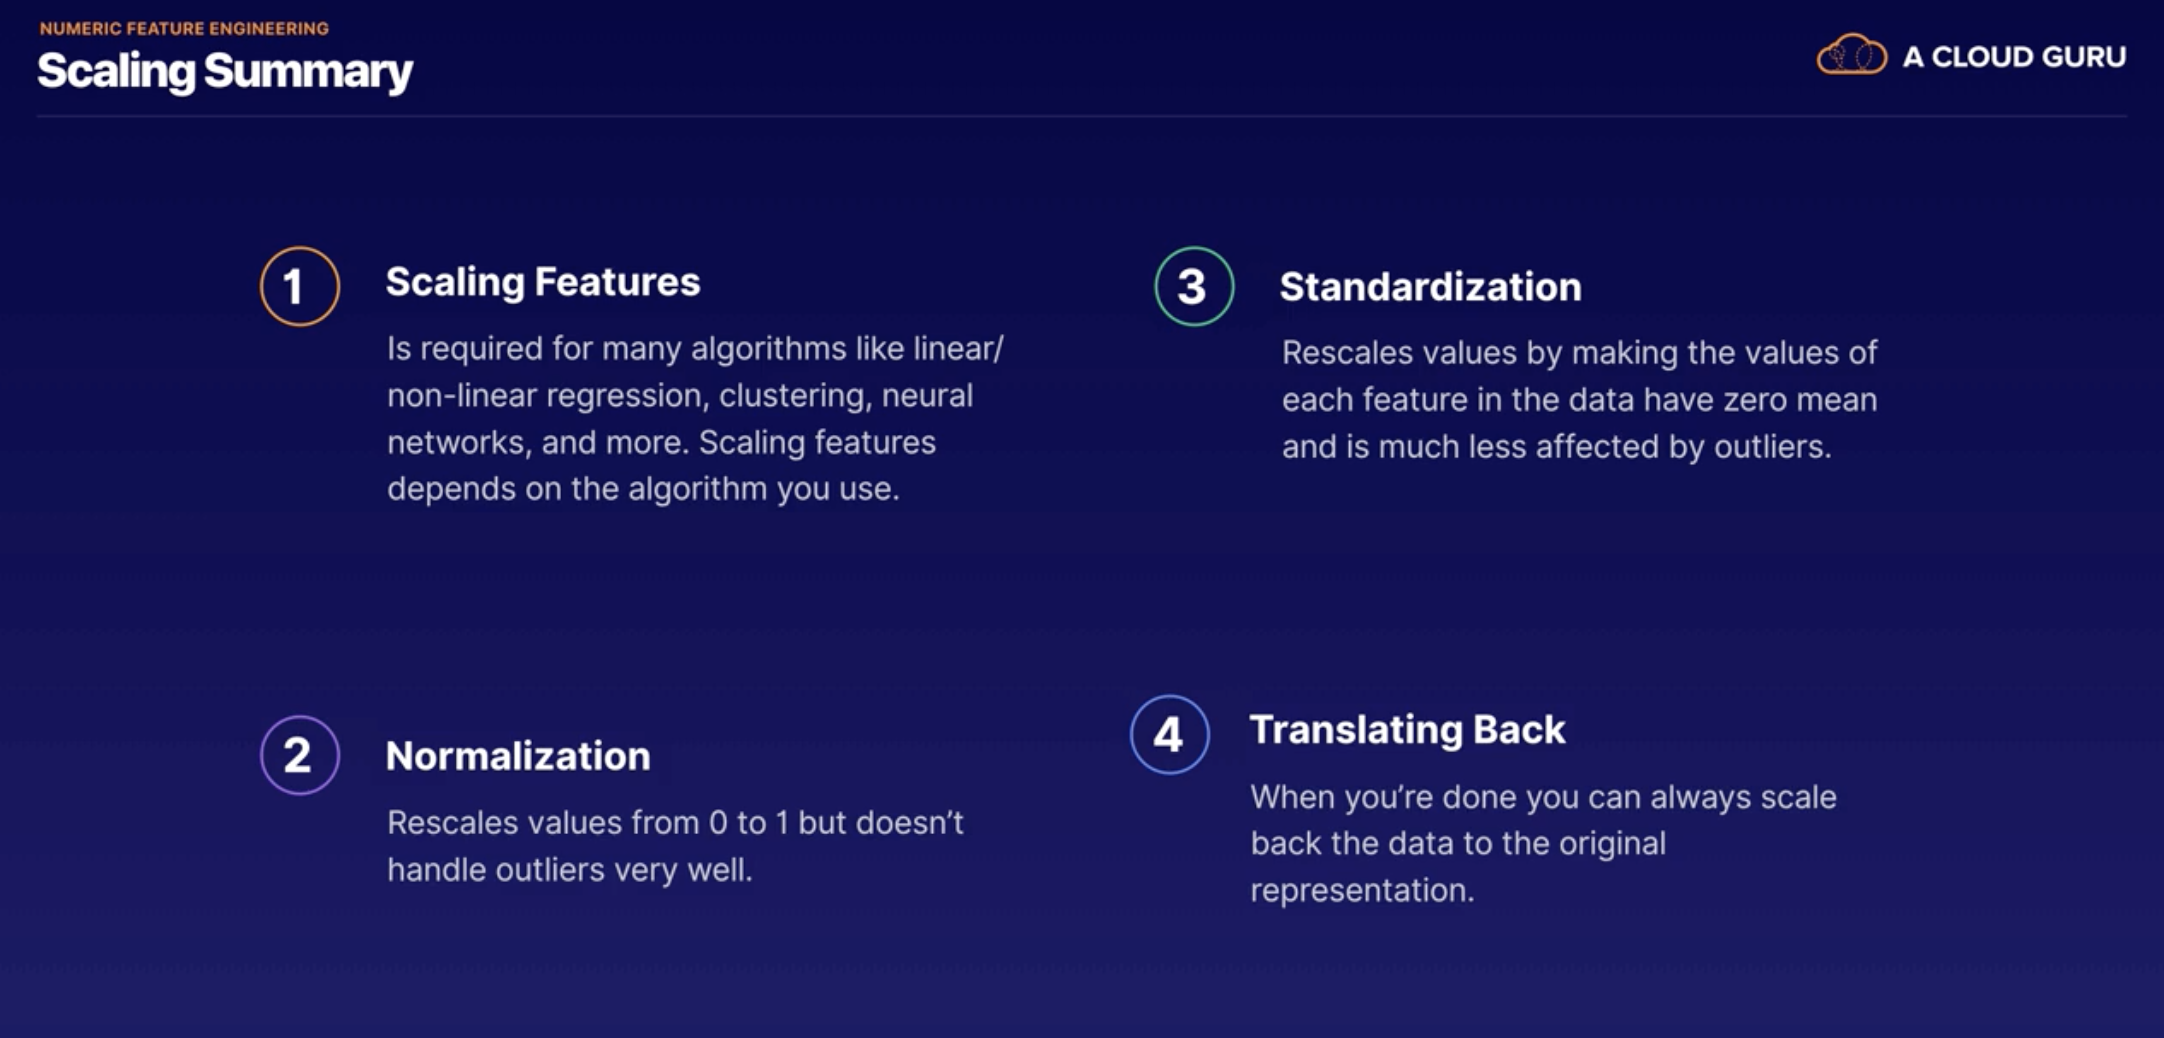 NUMERIC FEATURE ENGINEERING
Scaling Summary
A CLOUD GURU
1
Scaling Features
Is required for many algorithms like linear/
non-linear regression, clustering, neural
networks, and more. Scaling features
depends on the algorithm you use.
2
Normalization
Rescales values from 0 to 1 but doesn’t
handle outliers very well.
3
Standardization
Rescales values by making the values of
each feature in the data have zero mean
and is much less affected by outliers.
4
Translating Back
When you’re done you can always scale
back the data to the original
representation.